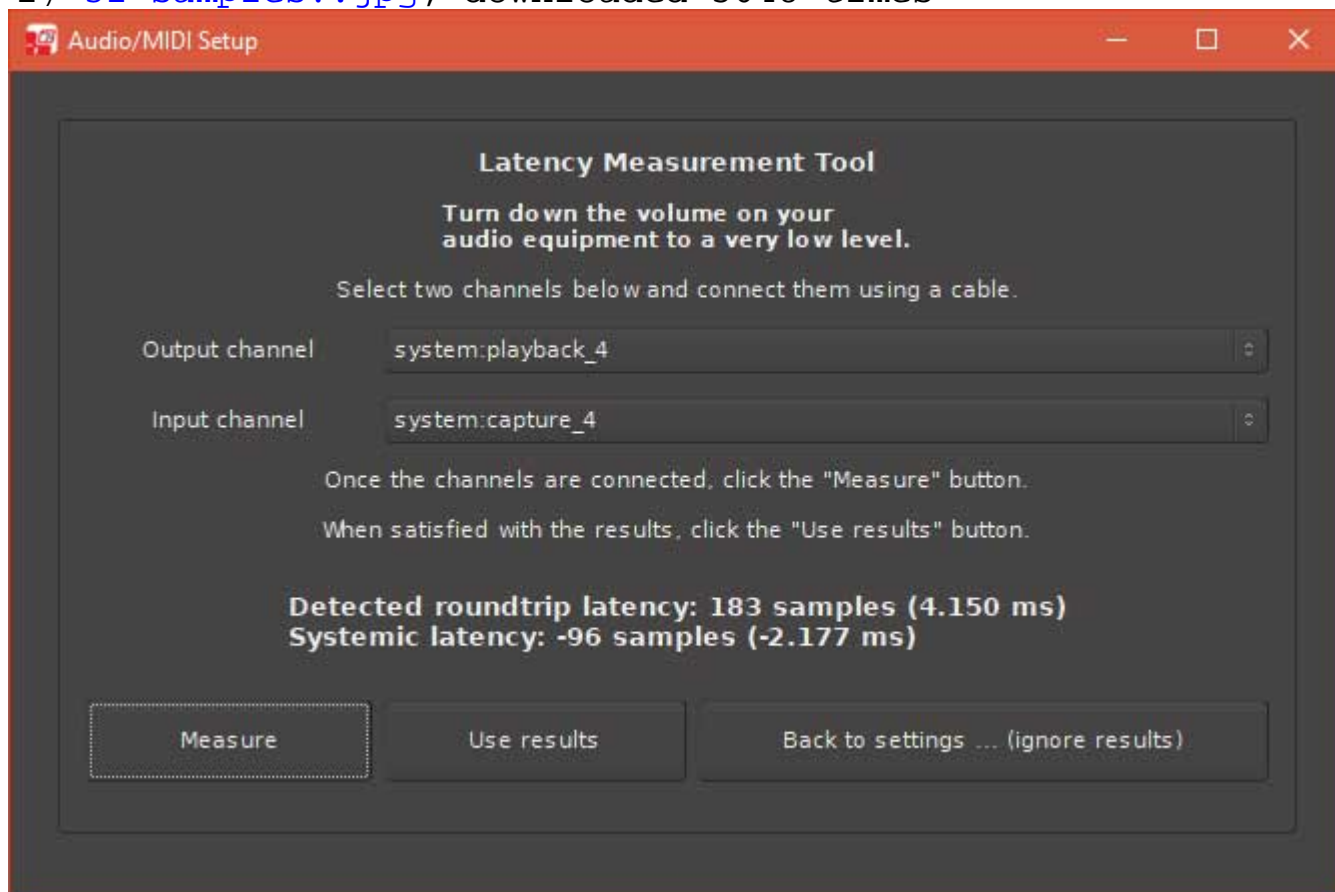 Audio/MIDI Setup
Latency Measurement Tool
Turn down the volume on your
audio equipment to a very low level.
Select two channels below and connect them using a cable.
Output channel system:playback_4
Input channel system:capture_4
Once the channels are connected, click the "Measure" button.
When satisfied with the results, click the "Use results" button.
Detected roundtrip latency: 183 samples (4.150 ms)
Systemic latency: -96 samples (-2.177 ms)
Measure Use results Back to settings ... (ignore results)